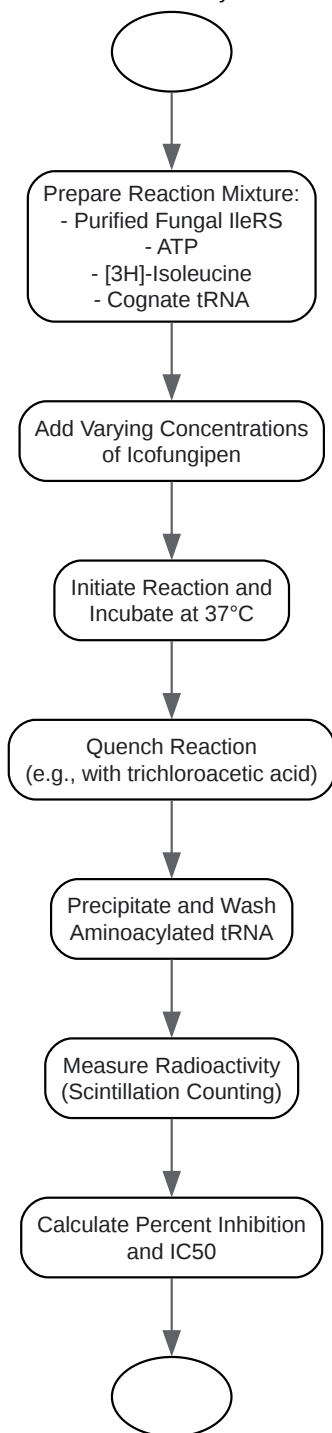 Prepare Reaction Mixture:
- Purified Fungal IleRS
- ATP
- [3H]-Isoleucine
- Cognate tRNA
Add Varying Concentrations
of Icofungipen
Initiate Reaction and
Incubate at 37°C
Quench Reaction
(e.g., with trichloroacetic acid)
Precipitate and Wash
Aminoacylated tRNA
Measure Radioactivity
(Scintillation Counting)
Calculate Percent Inhibition
and IC50